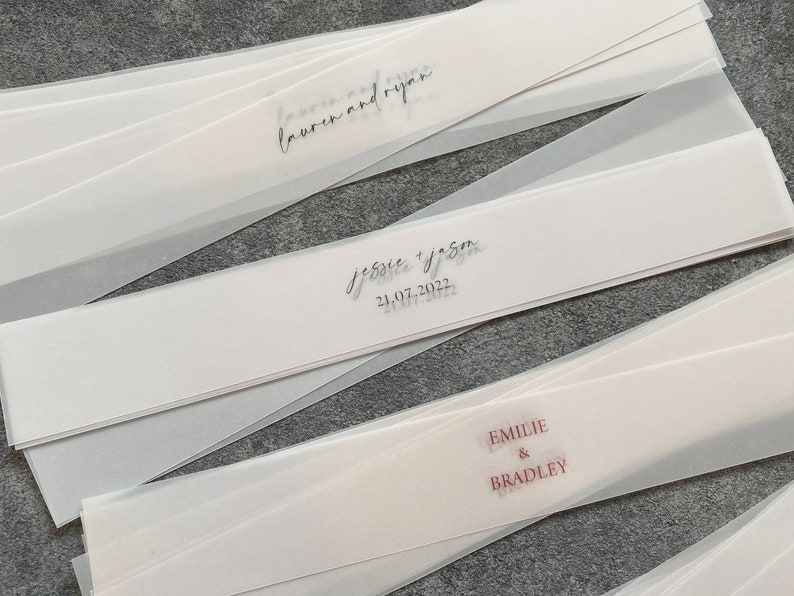 lauren and ryan
jessie + jason
21.07.2022
EMILIE
&
BRADLEY